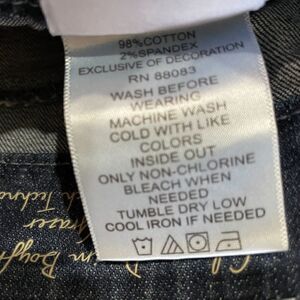 98% COTTON
2% SPANDEX
EXCLUSIVE OF DECORATION
RN 88083
WASH BEFORE
WEARING
MACHINE WASH
COLD WITH LIKE
COLORS
INSIDE OUT
ONLY NON-CHLORINE
BLEACH WHEN
NEEDED
TUMBLE DRY LOW
COOL IRON IF NEEDED